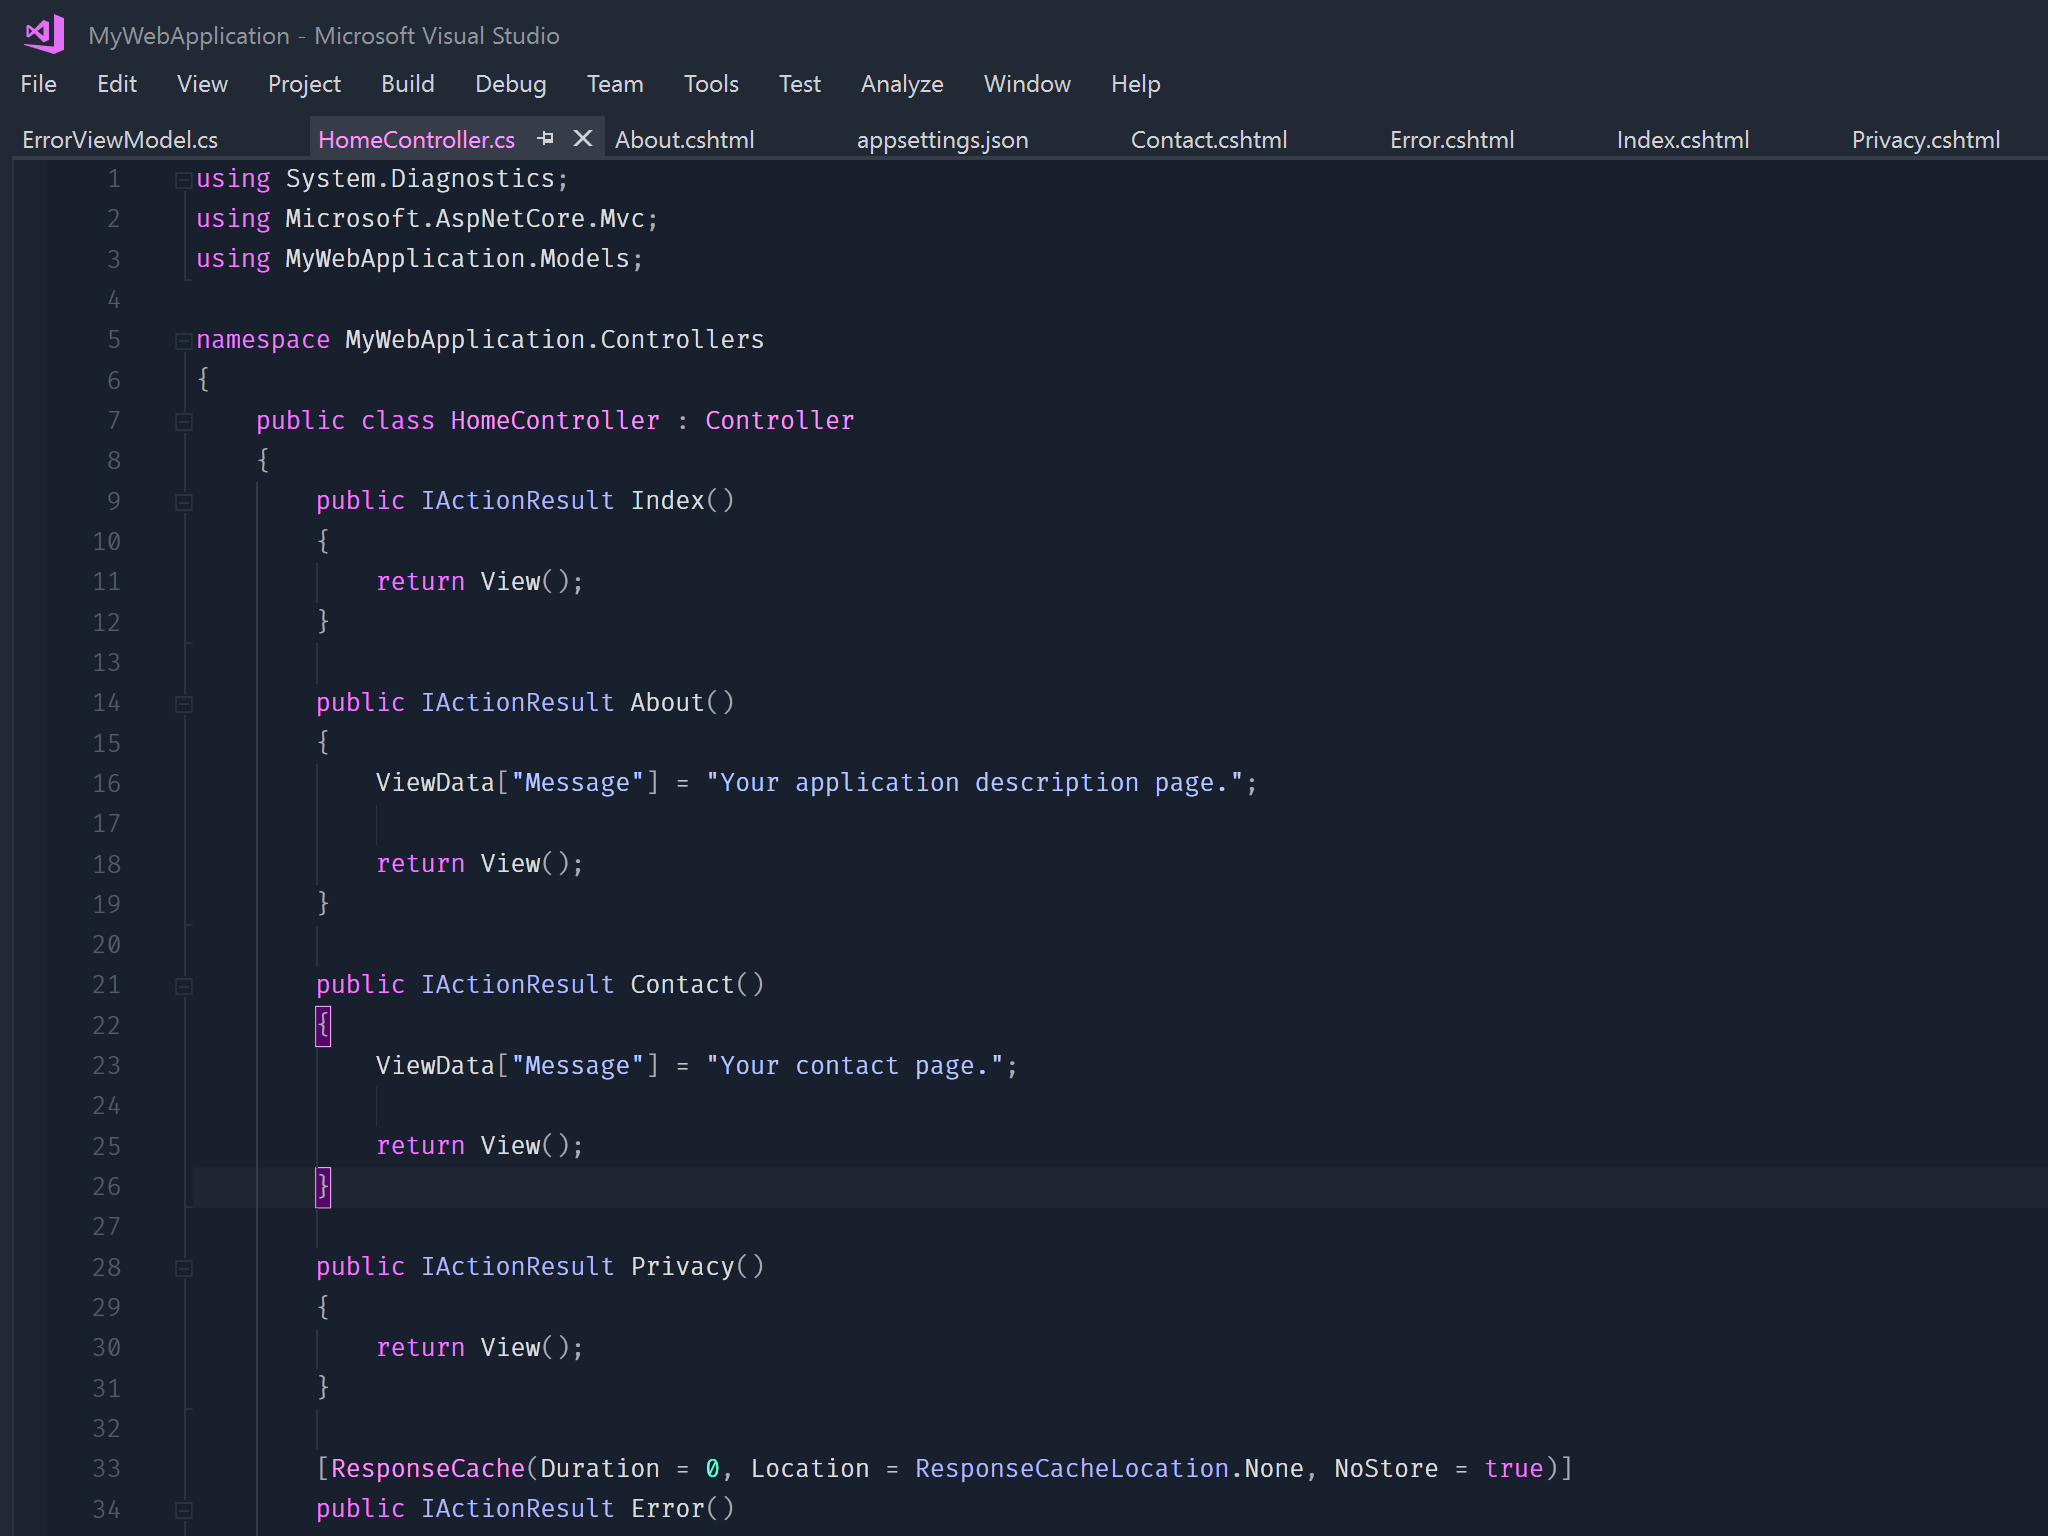 MyWebApplication - Microsoft Visual Studio
File Edit View Project Build Debug Team Tools Test Analyze Window Help
ErrorViewModel.cs HomeController.cs About.cshtml appsettings.json Contact.cshtml Error.cshtml Index.cshtml Privacy.cshtml
1 using System.Diagnostics;
2 using Microsoft.AspNetCore.Mvc;
3 using MyWebApplication.Models;
4
5 namespace MyWebApplication.Controllers
6 {
7     public class HomeController : Controller
8     {
9         public IActionResult Index()
10         {
11             return View();
12         }
13
14         public IActionResult About()
15         {
16             ViewData["Message"] = "Your application description page.";
17
18             return View();
19         }
20
21         public IActionResult Contact()
22         {
23             ViewData["Message"] = "Your contact page.";
24
25             return View();
26         }
27
28         public IActionResult Privacy()
29         {
30             return View();
31         }
32
33         [ResponseCache(Duration = 0, Location = ResponseCacheLocation.None, NoStore = true)]
34         public IActionResult Error()